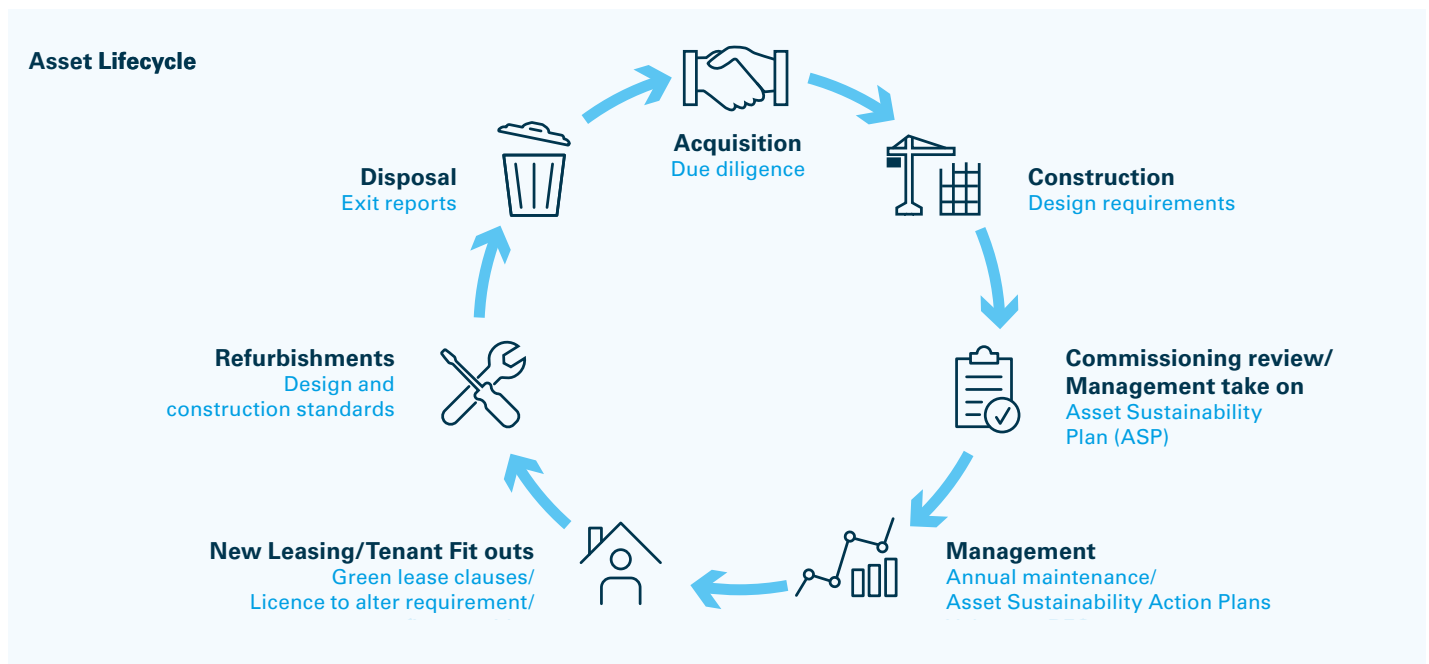 Asset Lifecycle
Acquisition
Due diligence
Construction
Design requirements
Commissioning review/
Management take on
Asset Sustainability
Plan (ASP)
Management
Annual maintenance/
Asset Sustainability Action Plans
New Leasing/Tenant Fit outs
Green lease clauses/
Licence to alter requirement/
Refurbishments
Design and
construction standards
Disposal
Exit reports